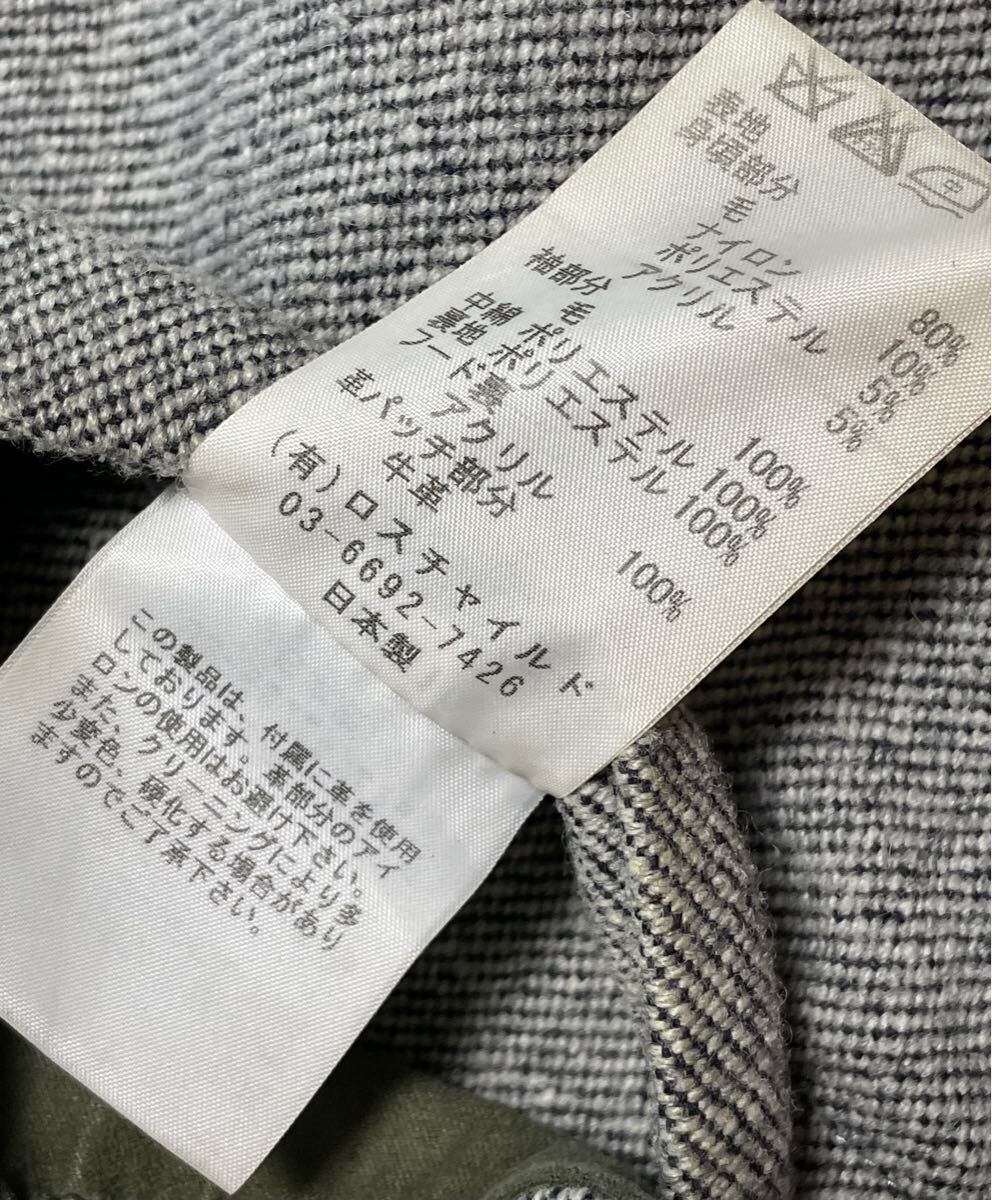 表地
身頃部分
毛 80%
ナイロン 10%
ポリエステル 5%
アクリル 5%
袖部分
毛 100%
中綿 ポリエステル 100%
裏地 ポリエステル 100%
フード裏
アクリル 100%
革パッチ部分
牛革
(有)ロスチャイルド
03-6692-7426
日本製
この製品は、付属に革を使用
しております。革部分のアイ
ロンの使用はお避け下さい。
また、クリーニングにより多
少変色、硬化する場合があり
ますのでご了承下さい。